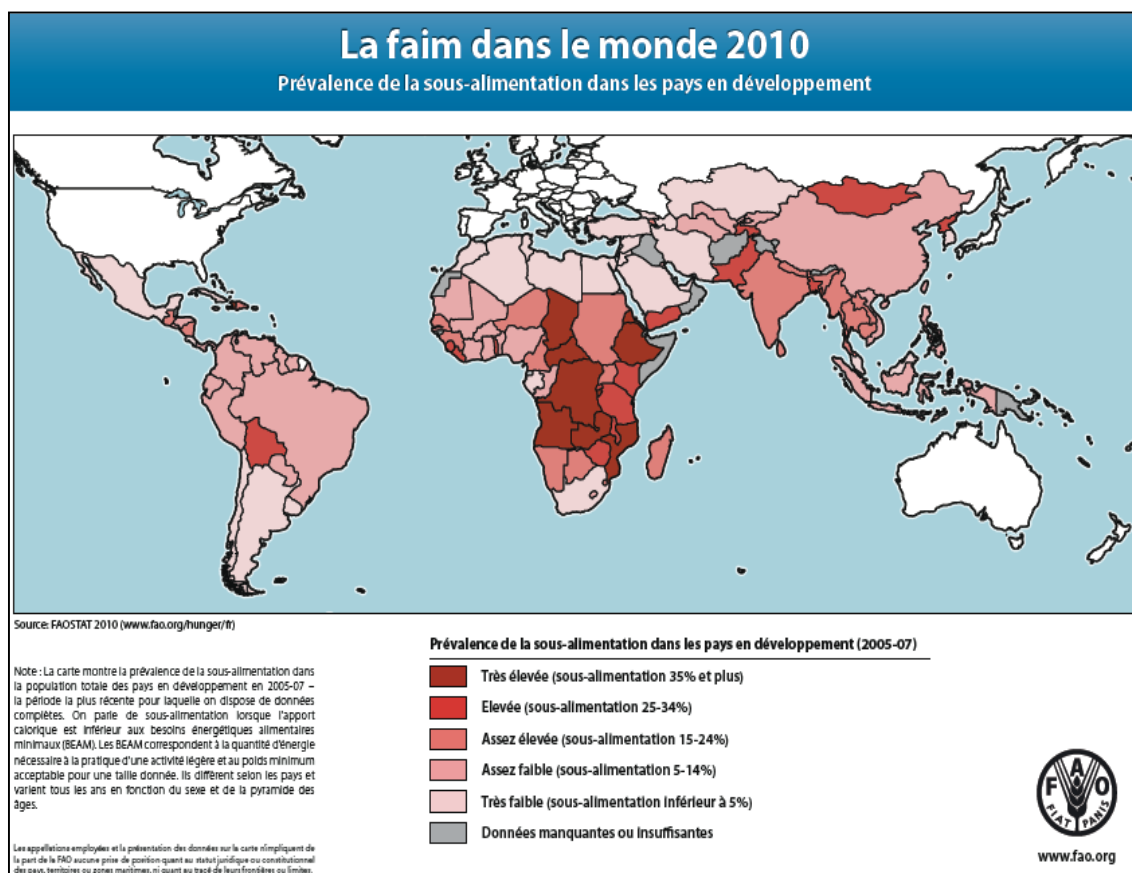 La faim dans le monde 2010
Prévalence de la sous-alimentation dans les pays en développement
Source: FAOSTAT 2010 (www.fao.org/hunger/fr)
Note : La carte montre la prévalence de la sous-alimentation dans
la population totale des pays en développement en 2005-07 –
la période la plus récente pour laquelle on dispose de données
complètes. On parle de sous-alimentation lorsque l'apport
calorique est inférieur aux besoins énergétiques alimentaires
minimaux (BEAM). Les BEAM correspondent à la quantité d'énergie
nécessaire à la pratique d'une activité légère et au poids minimum
acceptable pour une taille donnée. Ils diffèrent selon les pays et
varient tous les ans en fonction du sexe et de la pyramide des
âges.
Les appellations employées et la présentation des données sur la carte n'impliquent de
la part de la FAO aucune prise de position quant au statut juridique ou constitutionnel
des pays, territoires ou zones maritimes, ni quant au tracé de leurs frontières ou limites.
Prévalence de la sous-alimentation dans les pays en développement (2005-07)
Très élevée (sous-alimentation 35% et plus)
Elevée (sous-alimentation 25-34%)
Assez élevée (sous-alimentation 15-24%)
Assez faible (sous-alimentation 5-14%)
Très faible (sous-alimentation inférieur à 5%)
Données manquantes ou insuffisantes
F A O
FIAT PANIS
www.fao.org